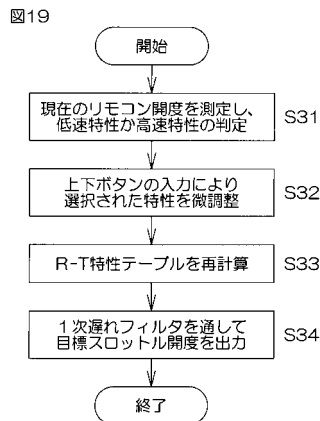 図19
開始
現在のリモコン開度を測定し、
低速特性か高速特性の判定
S31
上下ボタンの入力により
選択された特性を微調整
S32
R-T特性テーブルを再計算
S33
1次遅れフィルタを通して
目標スロットル開度を出力
S34
終了